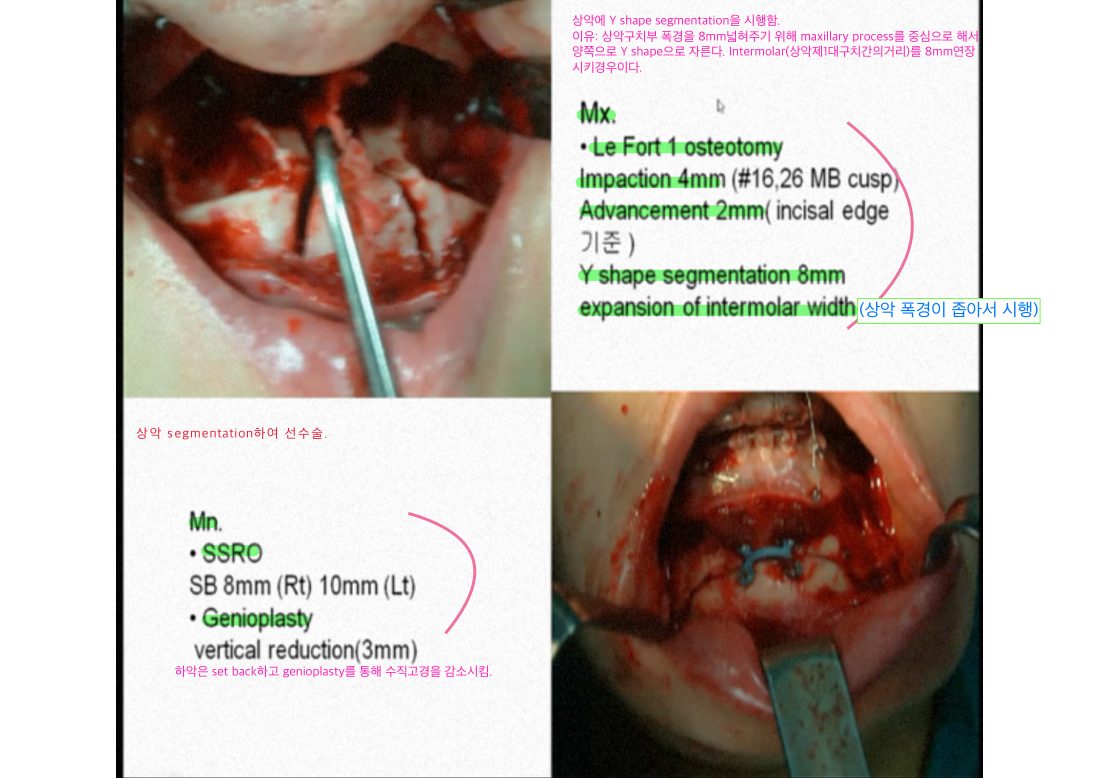 상악에 Y shape segmentation을 시행함.
이유: 상악구치부 폭경을 8mm넓혀주기 위해 maxillary process를 중심으로 해서
양쪽으로 Y shape으로 자른다. Intermolar(상악제1대구치간의거리)를 8mm연장
시키경우이다.
Mx.
• Le Fort 1 osteotomy
Impaction 4mm (#16,26 MB cusp)
Advancement 2mm( incisal edge
기준 )
Y shape segmentation 8mm
expansion of intermolar width
(상악 폭경이 좁아서 시행)
상악 segmentation하여 선수술.
Mn.
• SSRO
SB 8mm (Rt) 10mm (Lt)
• Genioplasty
vertical reduction(3mm)
하악은 set back하고 genioplasty를 통해 수직고경을 감소시킴.